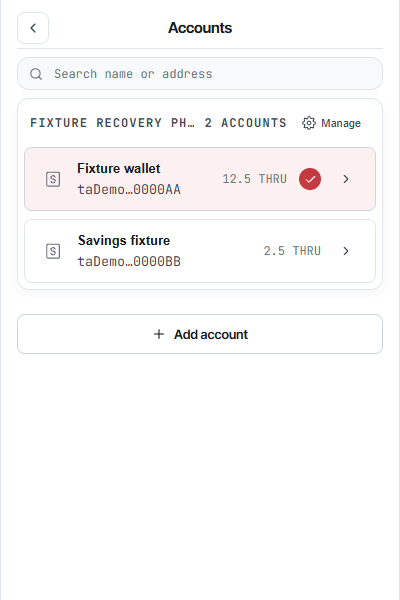 Accounts
Search name or address
FIXTURE RECOVERY PH… 2 ACCOUNTS Manage
S Fixture wallet 12.5 THRU
taDemo…0000AA
S Savings fixture 2.5 THRU
taDemo…0000BB
+ Add account